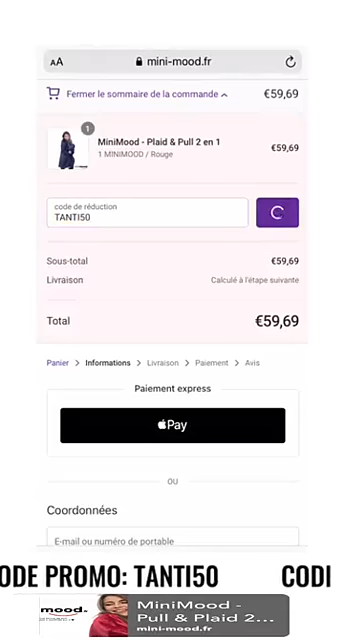 AA mini-mood.fr
Fermer le sommaire de la commande €59,69
1
MiniMood - Plaid & Pull 2 en 1
1 MINIMOOD / Rouge
€59,69
code de réduction
TANTI50
Sous-total €59,69
Livraison Calculé à l'étape suivante
Total €59,69
Panier > Informations > Livraison > Paiement > Avis
Paiement express
Pay
ou
Coordonnées
E-mail ou numéro de portable
ODE PROMO: TANTI50 CODI
mood.
MiniMood -
Pull & Plaid 2...
mini-mood.fr